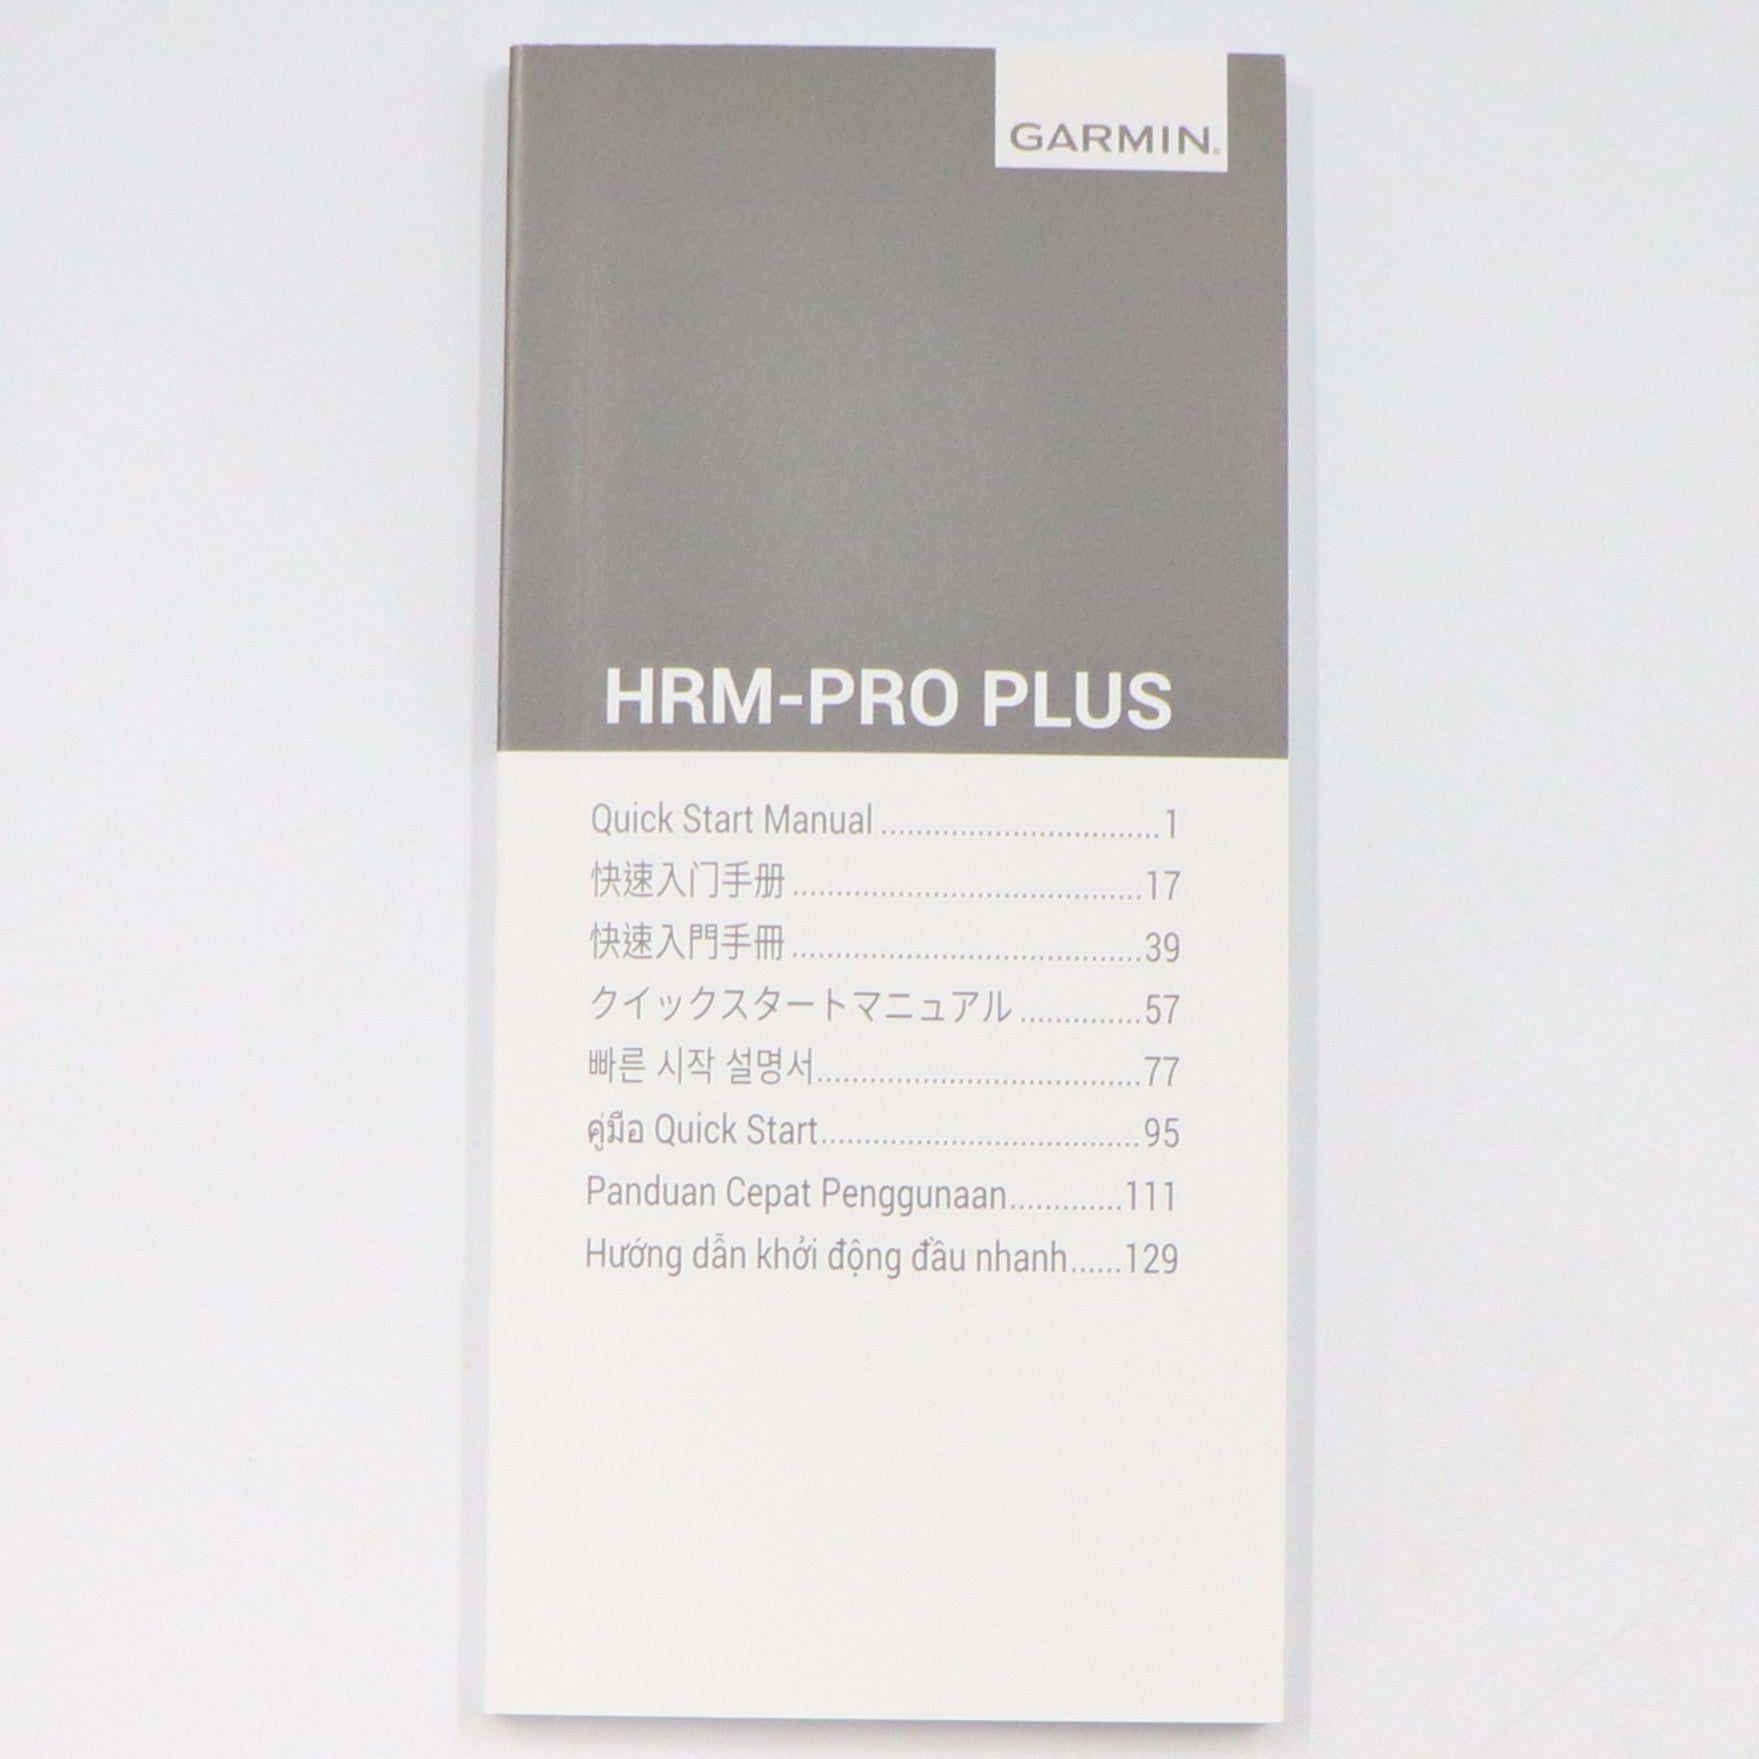 GARMIN®
HRM-PRO PLUS
Quick Start Manual ................................ 1
快速入门手册 ........................................ 17
快速入門手冊 ........................................ 39
クイックスタートマニュアル .............. 57
빠른 시작 설명서..................................... 77
คู่มือ Quick Start.................................... 95
Panduan Cepat Penggunaan............. 111
Hướng dẫn khởi động đầu nhanh...... 129